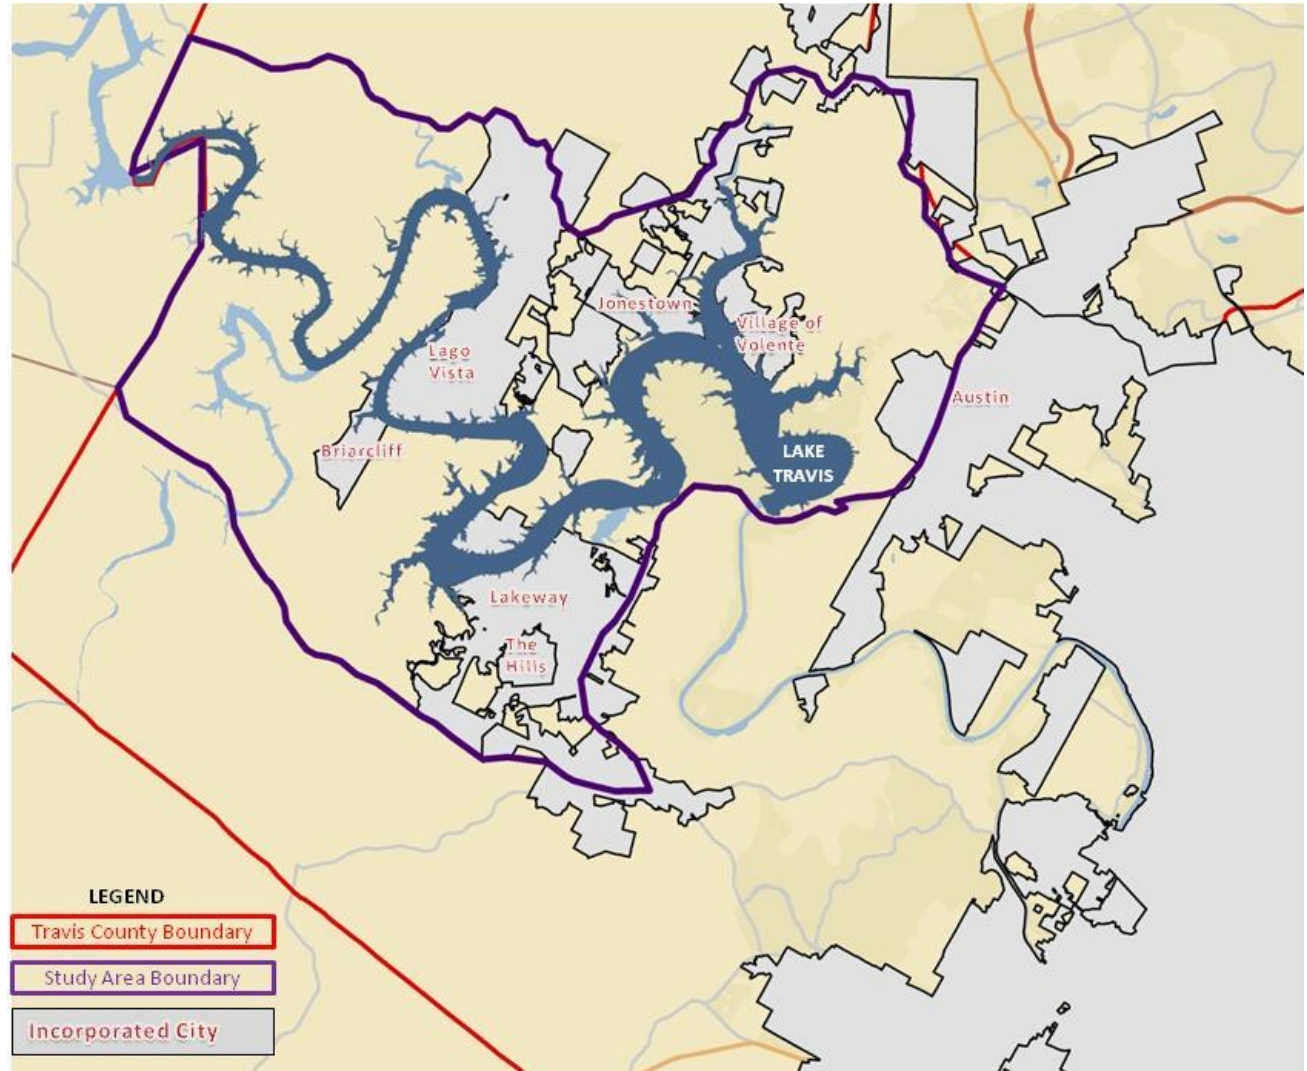 Jonestown
Village of
Volente
Lago
Vista
Austin
Briarcliff
LAKE
TRAVIS
Lakeway
The
Hills
LEGEND
Travis County Boundary
Study Area Boundary
Incorporated City